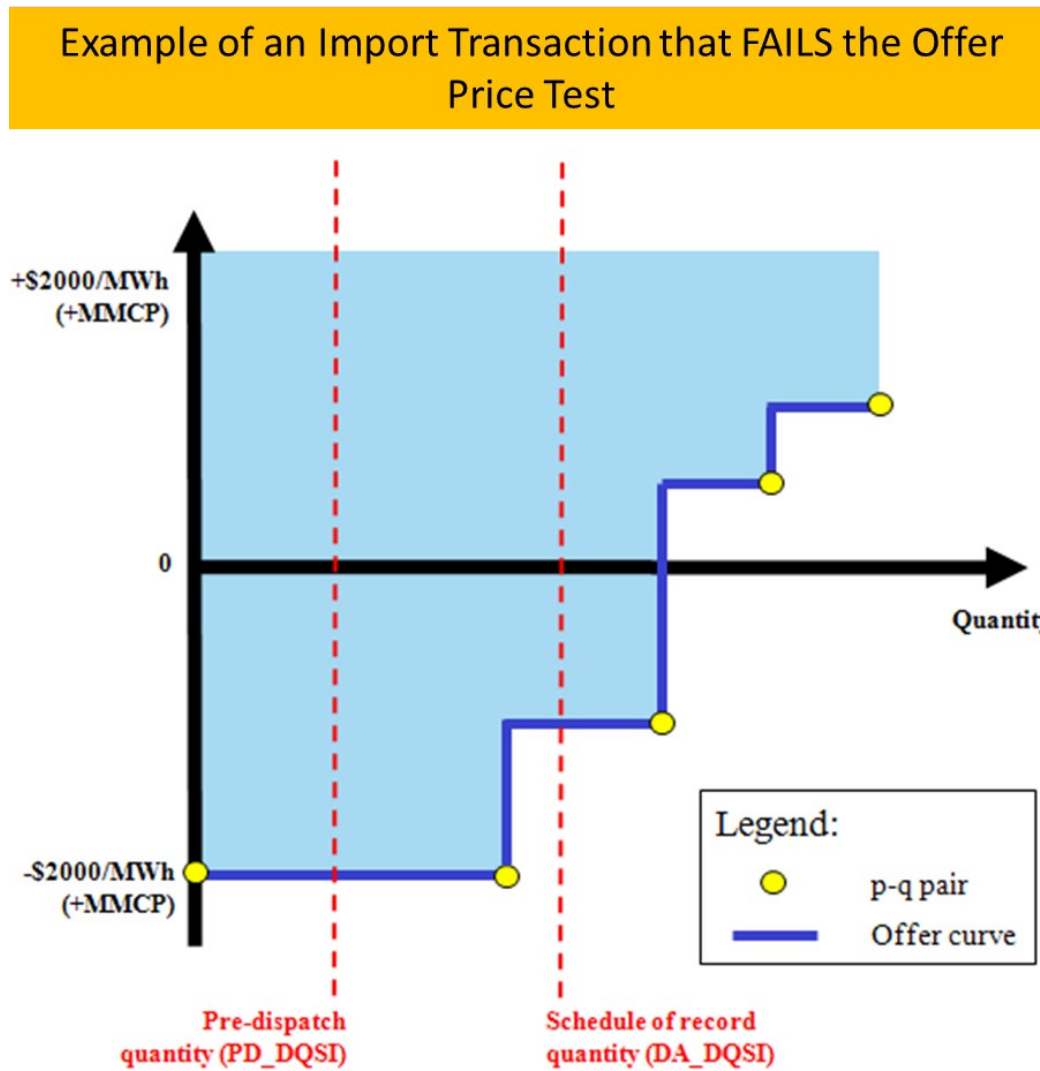 Example of an Import Transaction that FAILS the Offer
Price Test
+$2000/MWh
(+MMCP)
0
Quantity
-$2000/MWh
(+MMCP)
Legend:
p-q pair
Offer curve
Pre-dispatch
quantity (PD_DQSI)
Schedule of record
quantity (DA_DQSI)